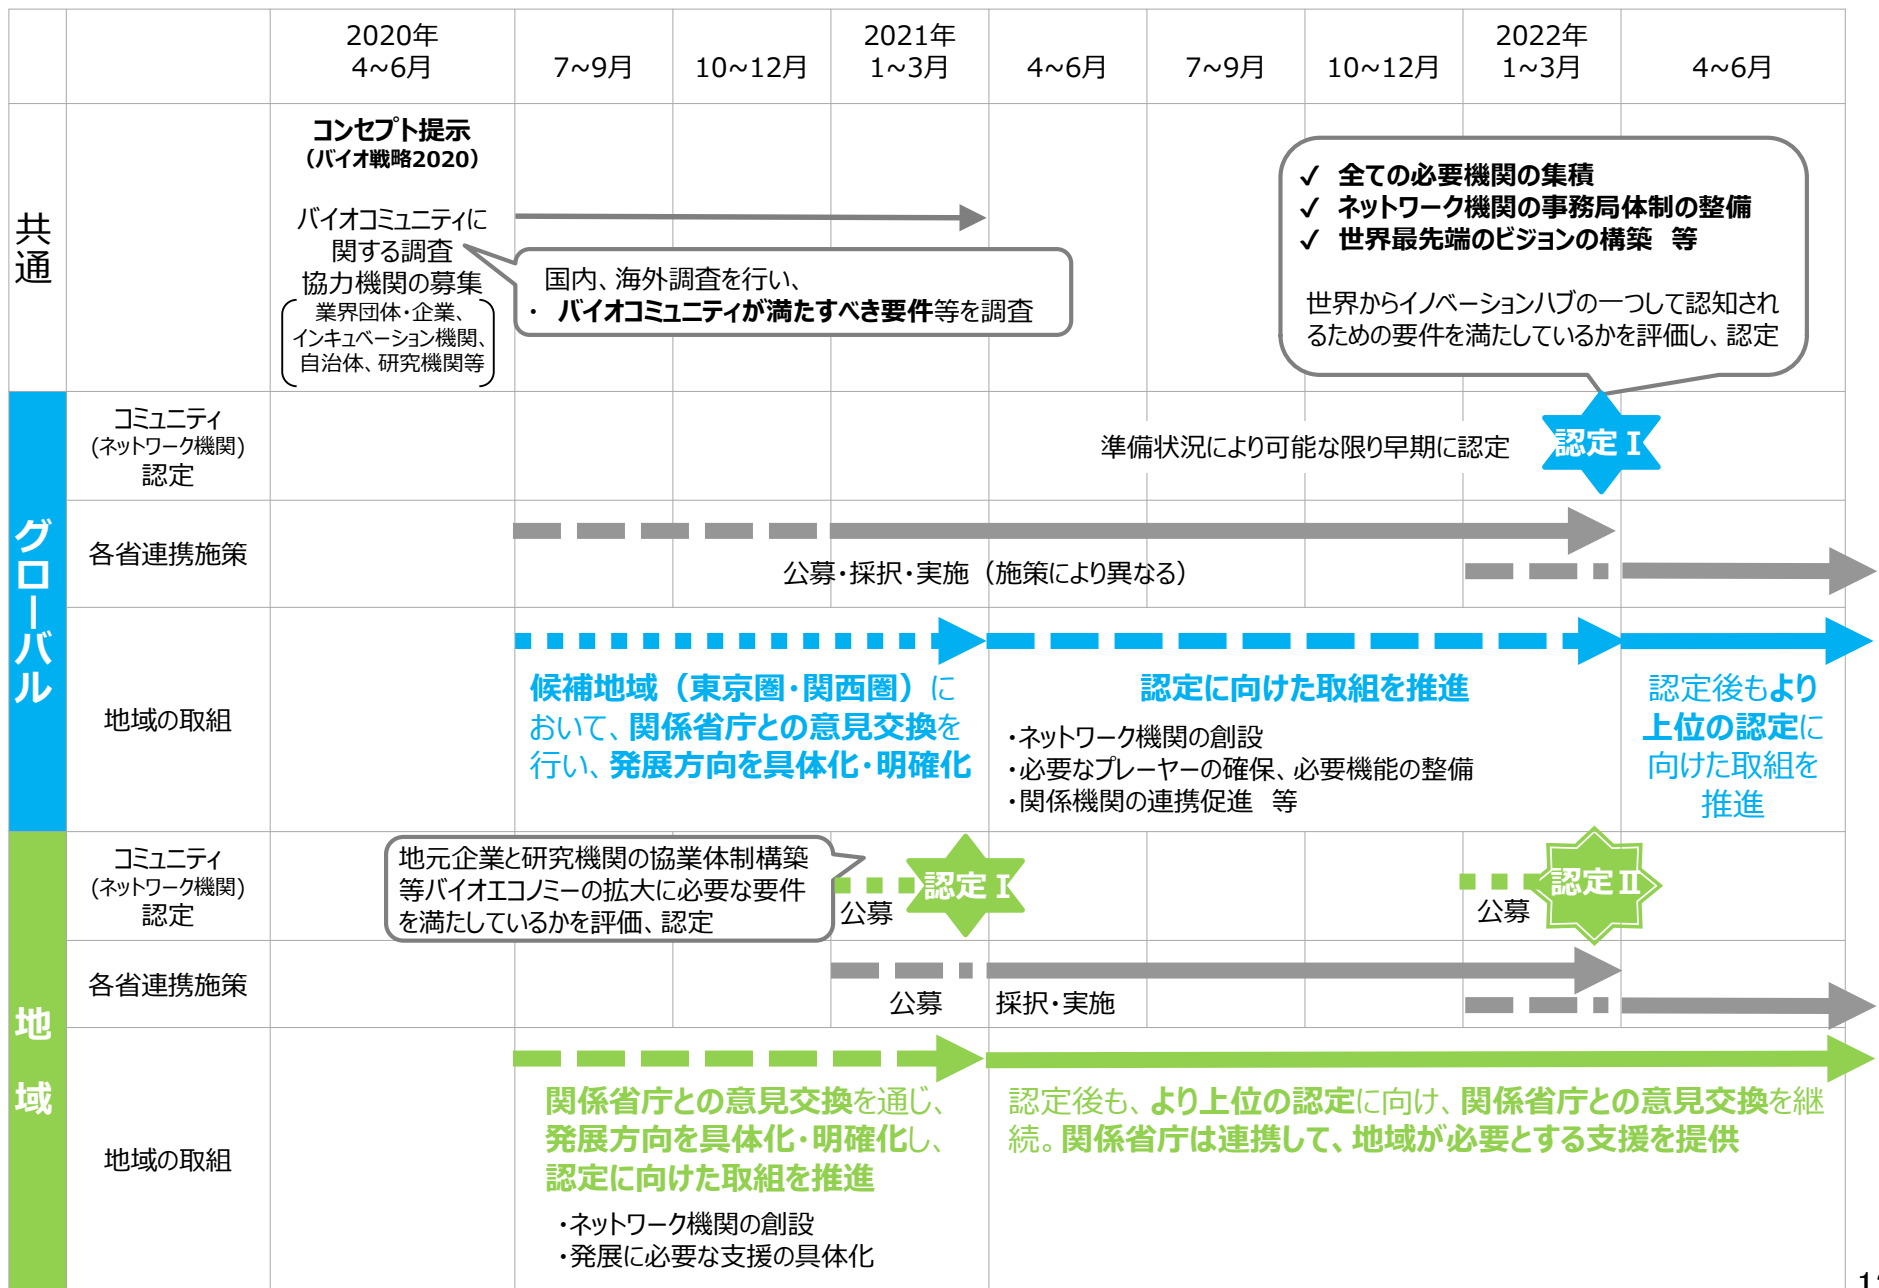 2020年
4~6月
7~9月
10~12月
2021年
1~3月
4~6月
7~9月
10~12月
2022年
1~3月
4~6月
共通
コンセプト提示
（バイオ戦略2020）
バイオコミュニティに
関する調査
協力機関の募集
業界団体・企業、
インキュベーション機関、
自治体、研究機関等
国内、海外調査を行い、
・ バイオコミュニティが満たすべき要件等を調査
✓ 全ての必要機関の集積
✓ ネットワーク機関の事務局体制の整備
✓ 世界最先端のビジョンの構築 等
世界からイノベーションハブの一つして認知され
るための要件を満たしているかを評価し、認定
グローバル
コミュニティ
(ネットワーク機関)
認定
準備状況により可能な限り早期に認定
認定Ⅰ
各省連携施策
公募・採択・実施（施策により異なる）
地域の取組
候補地域（東京圏・関西圏）に
おいて、関係省庁との意見交換を
行い、発展方向を具体化・明確化
認定に向けた取組を推進
・ネットワーク機関の創設
・必要なプレーヤーの確保、必要機能の整備
・関係機関の連携促進 等
認定後もより
上位の認定に
向けた取組を
推進
地域
コミュニティ
(ネットワーク機関)
認定
地元企業と研究機関の協業体制構築
等バイオエコノミーの拡大に必要な要件
を満たしているかを評価、認定
公募
認定Ⅰ
公募
認定Ⅱ
各省連携施策
公募
採択・実施
地域の取組
関係省庁との意見交換を通じ、
発展方向を具体化・明確化し、
認定に向けた取組を推進
・ネットワーク機関の創設
・発展に必要な支援の具体化
認定後も、より上位の認定に向け、関係省庁との意見交換を継
続。関係省庁は連携して、地域が必要とする支援を提供